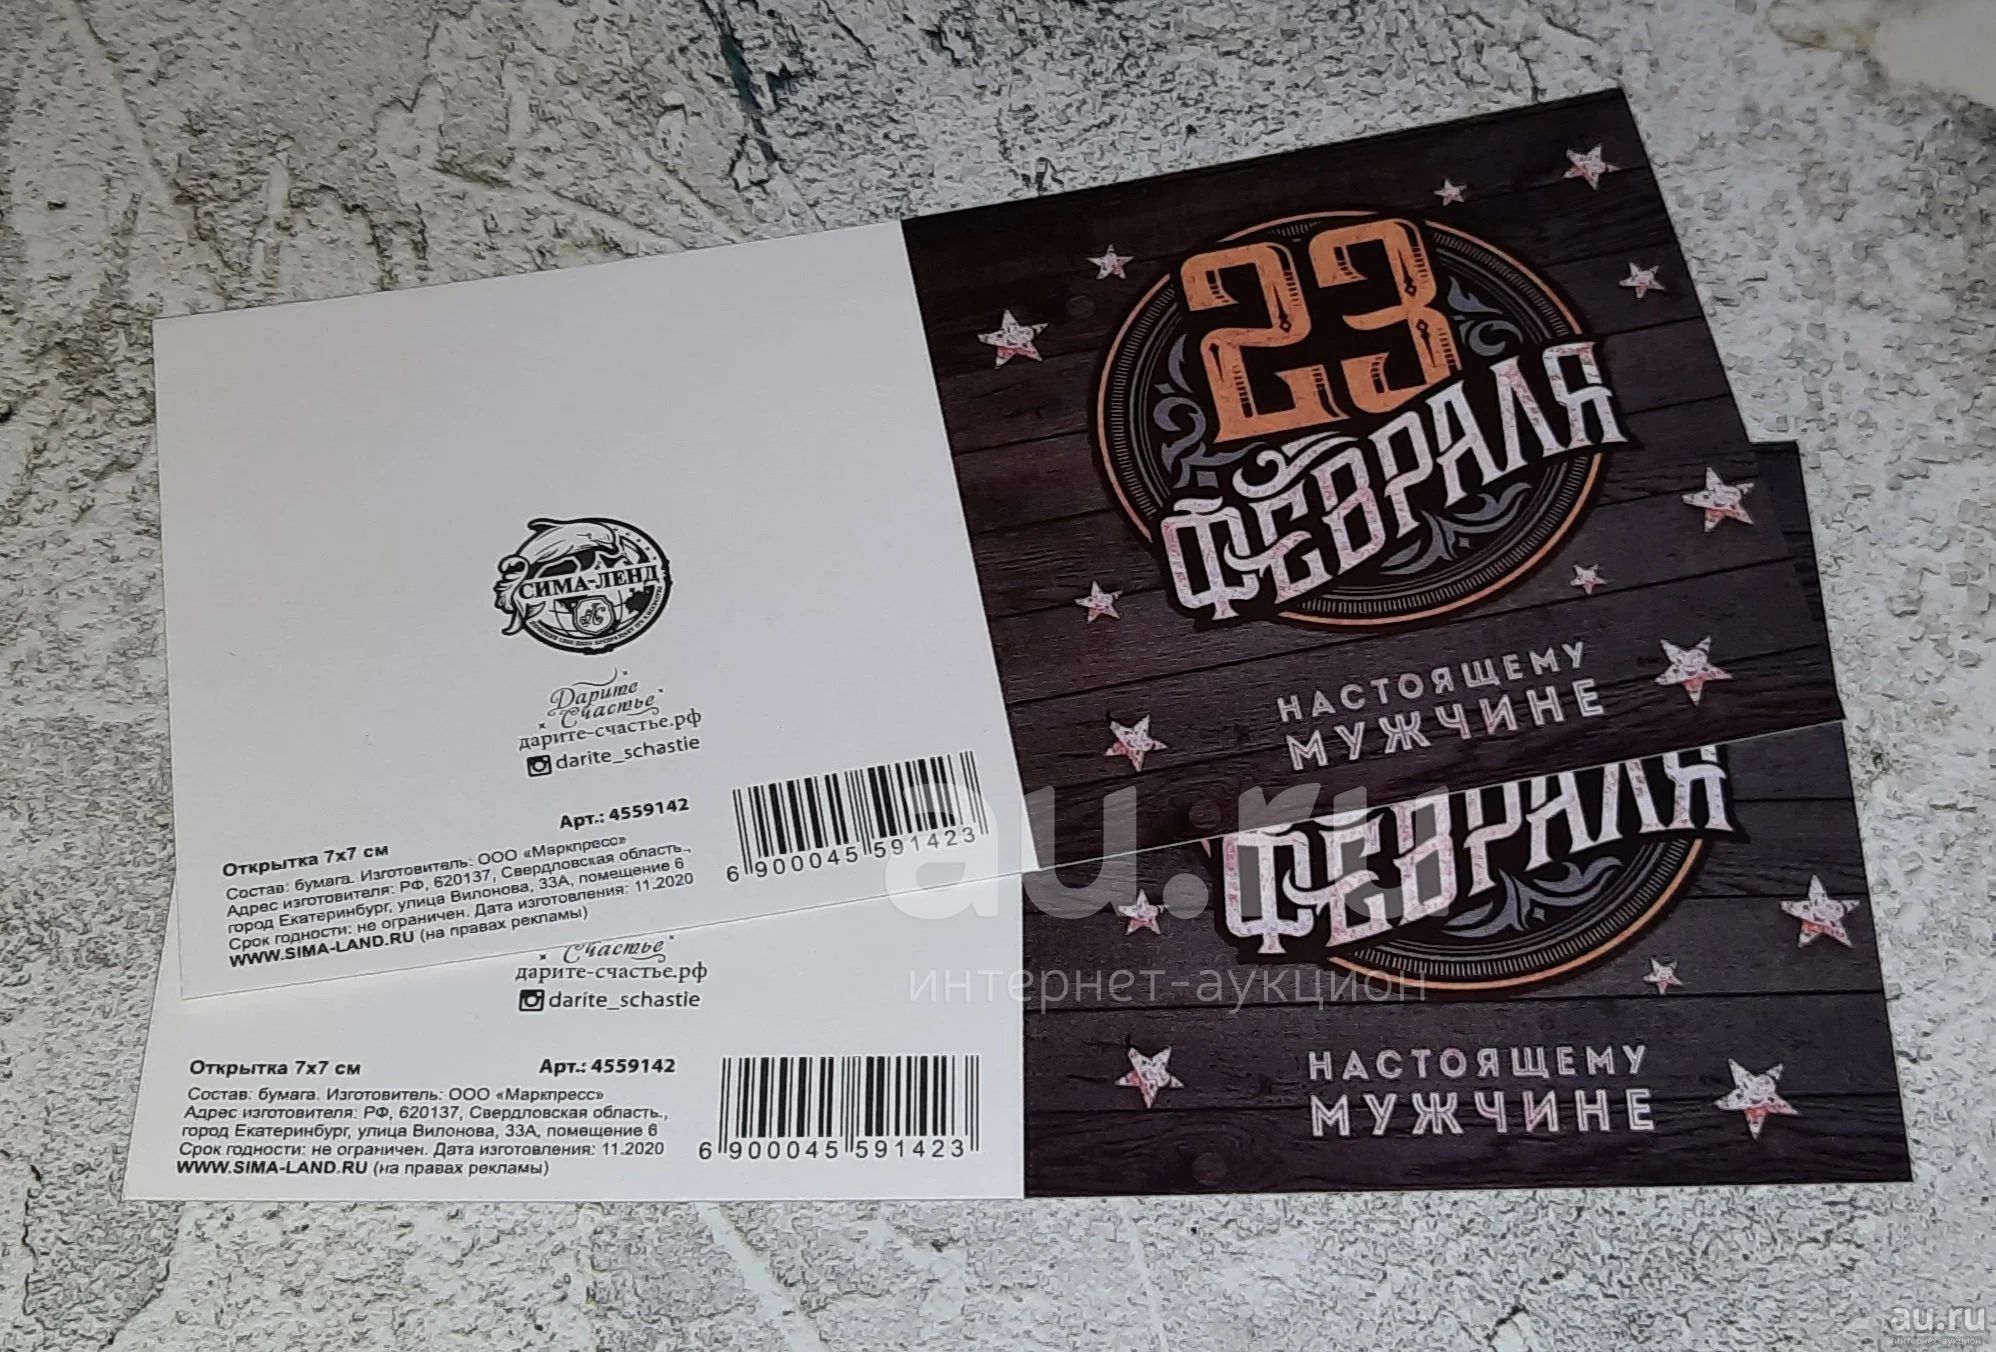 23
ФЕВРАЛЯ
НАСТОЯЩЕМУ
МУЖЧИНЕ
СИМА-ЛЕНД
Дарите
Счастье
дарите-счастье.рф
darite_schastie
Арт.: 4559142
Открытка 7х7 см
Состав: бумага. Изготовитель: ООО «Маркпресс»
Адрес изготовителя: РФ, 620137, Свердловская область.,
город Екатеринбург, улица Вилонова, 33А, помещение 6
Срок годности: не ограничен. Дата изготовления: 11.2020
WWW.SIMA-LAND.RU (на правах рекламы)
6 900045 591423
ФЕВРАЛЯ
НАСТОЯЩЕМУ
МУЖЧИНЕ
Счастье
дарите-счастье.рф
darite_schastie
Открытка 7х7 см Арт.: 4559142
Состав: бумага. Изготовитель: ООО «Маркпресс»
Адрес изготовителя: РФ, 620137, Свердловская область.,
город Екатеринбург, улица Вилонова, 33А, помещение 6
Срок годности: не ограничен. Дата изготовления: 11.2020
WWW.SIMA-LAND.RU (на правах рекламы)
6 900045 591423
au.ru
интернет-аукцион
au.ru
интернет-аукцион